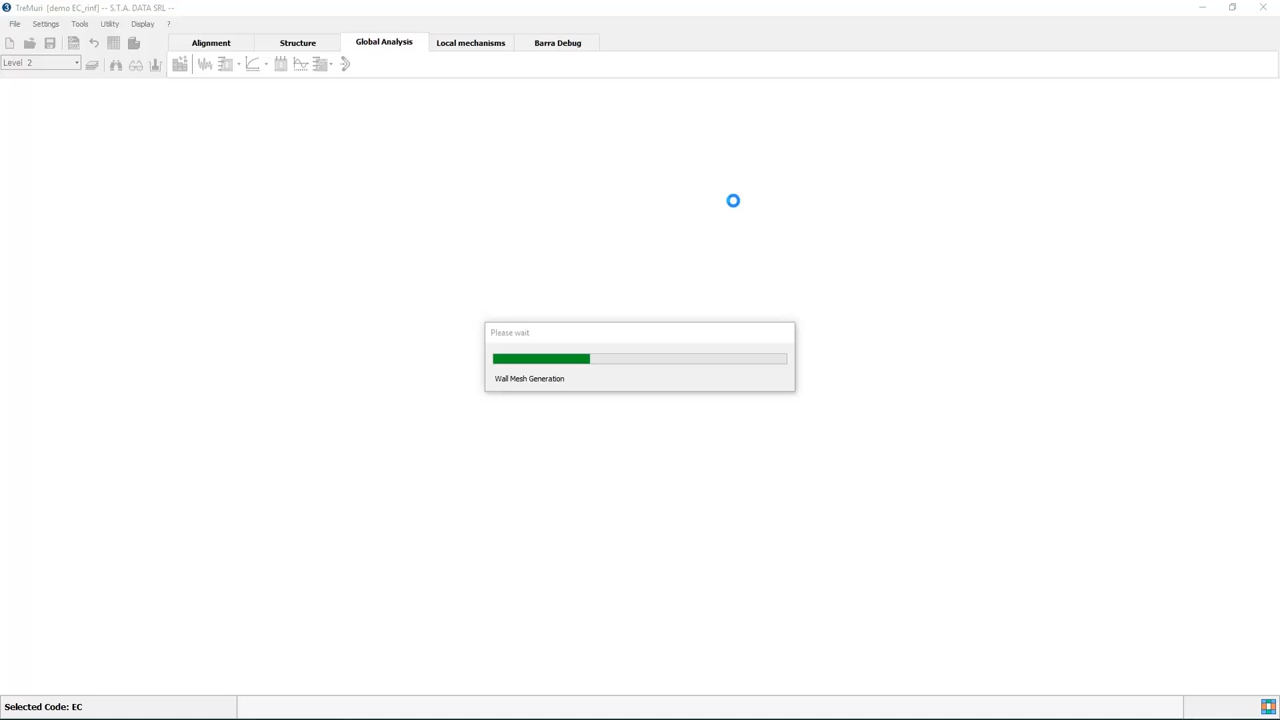 TreMuri [demo EC_rinf] -- S.T.A. DATA SRL --
File Settings Tools Utility Display ?
Alignment Structure Global Analysis Local mechanisms Barra Debug
Level 2
Please wait
Wall Mesh Generation
Selected Code: EC